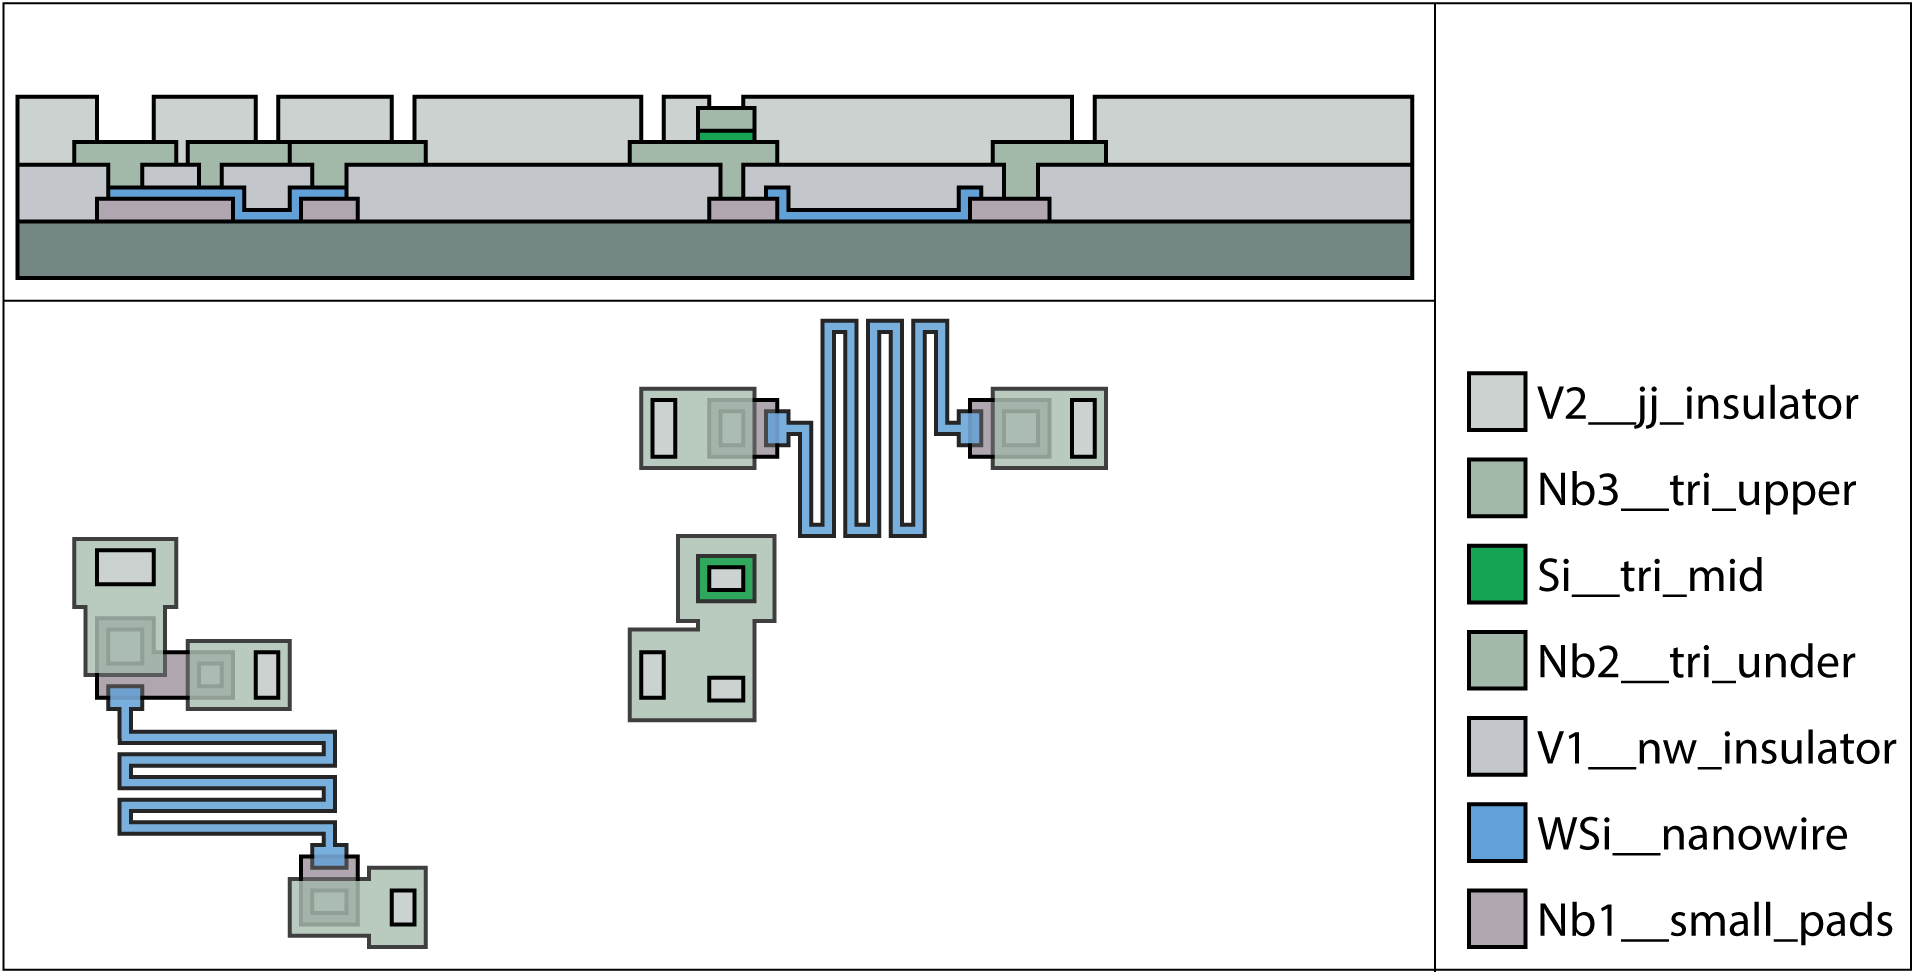 V2__jj_insulator
Nb3__tri_upper
Si__tri_mid
Nb2__tri_under
V1__nw_insulator
WSi__nanowire
Nb1__small_pads